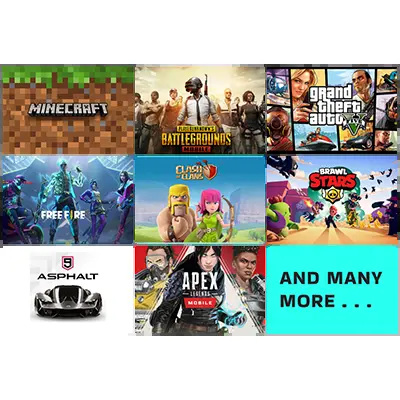 MINECRAFT
PLAYERUNKNOWN'S
BATTLEGROUNDS
MOBILE
grand
theft
auto
V
FREE FIRE
CLASH
OF
CLANS
BRAWL
STARS
9
ASPHALT
APEX
LEGENDS
MOBILE
AND MANY
MORE . . .